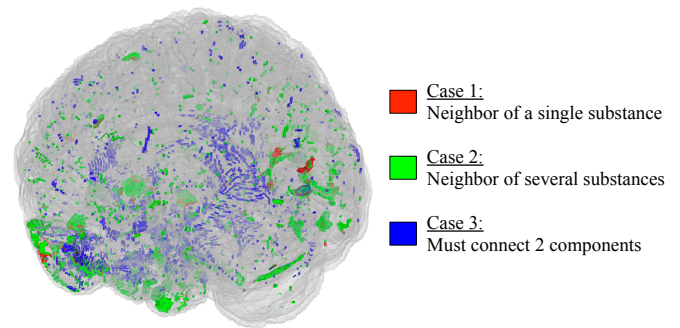 Case 1:
Neighbor of a single substance
Case 2:
Neighbor of several substances
Case 3:
Must connect 2 components